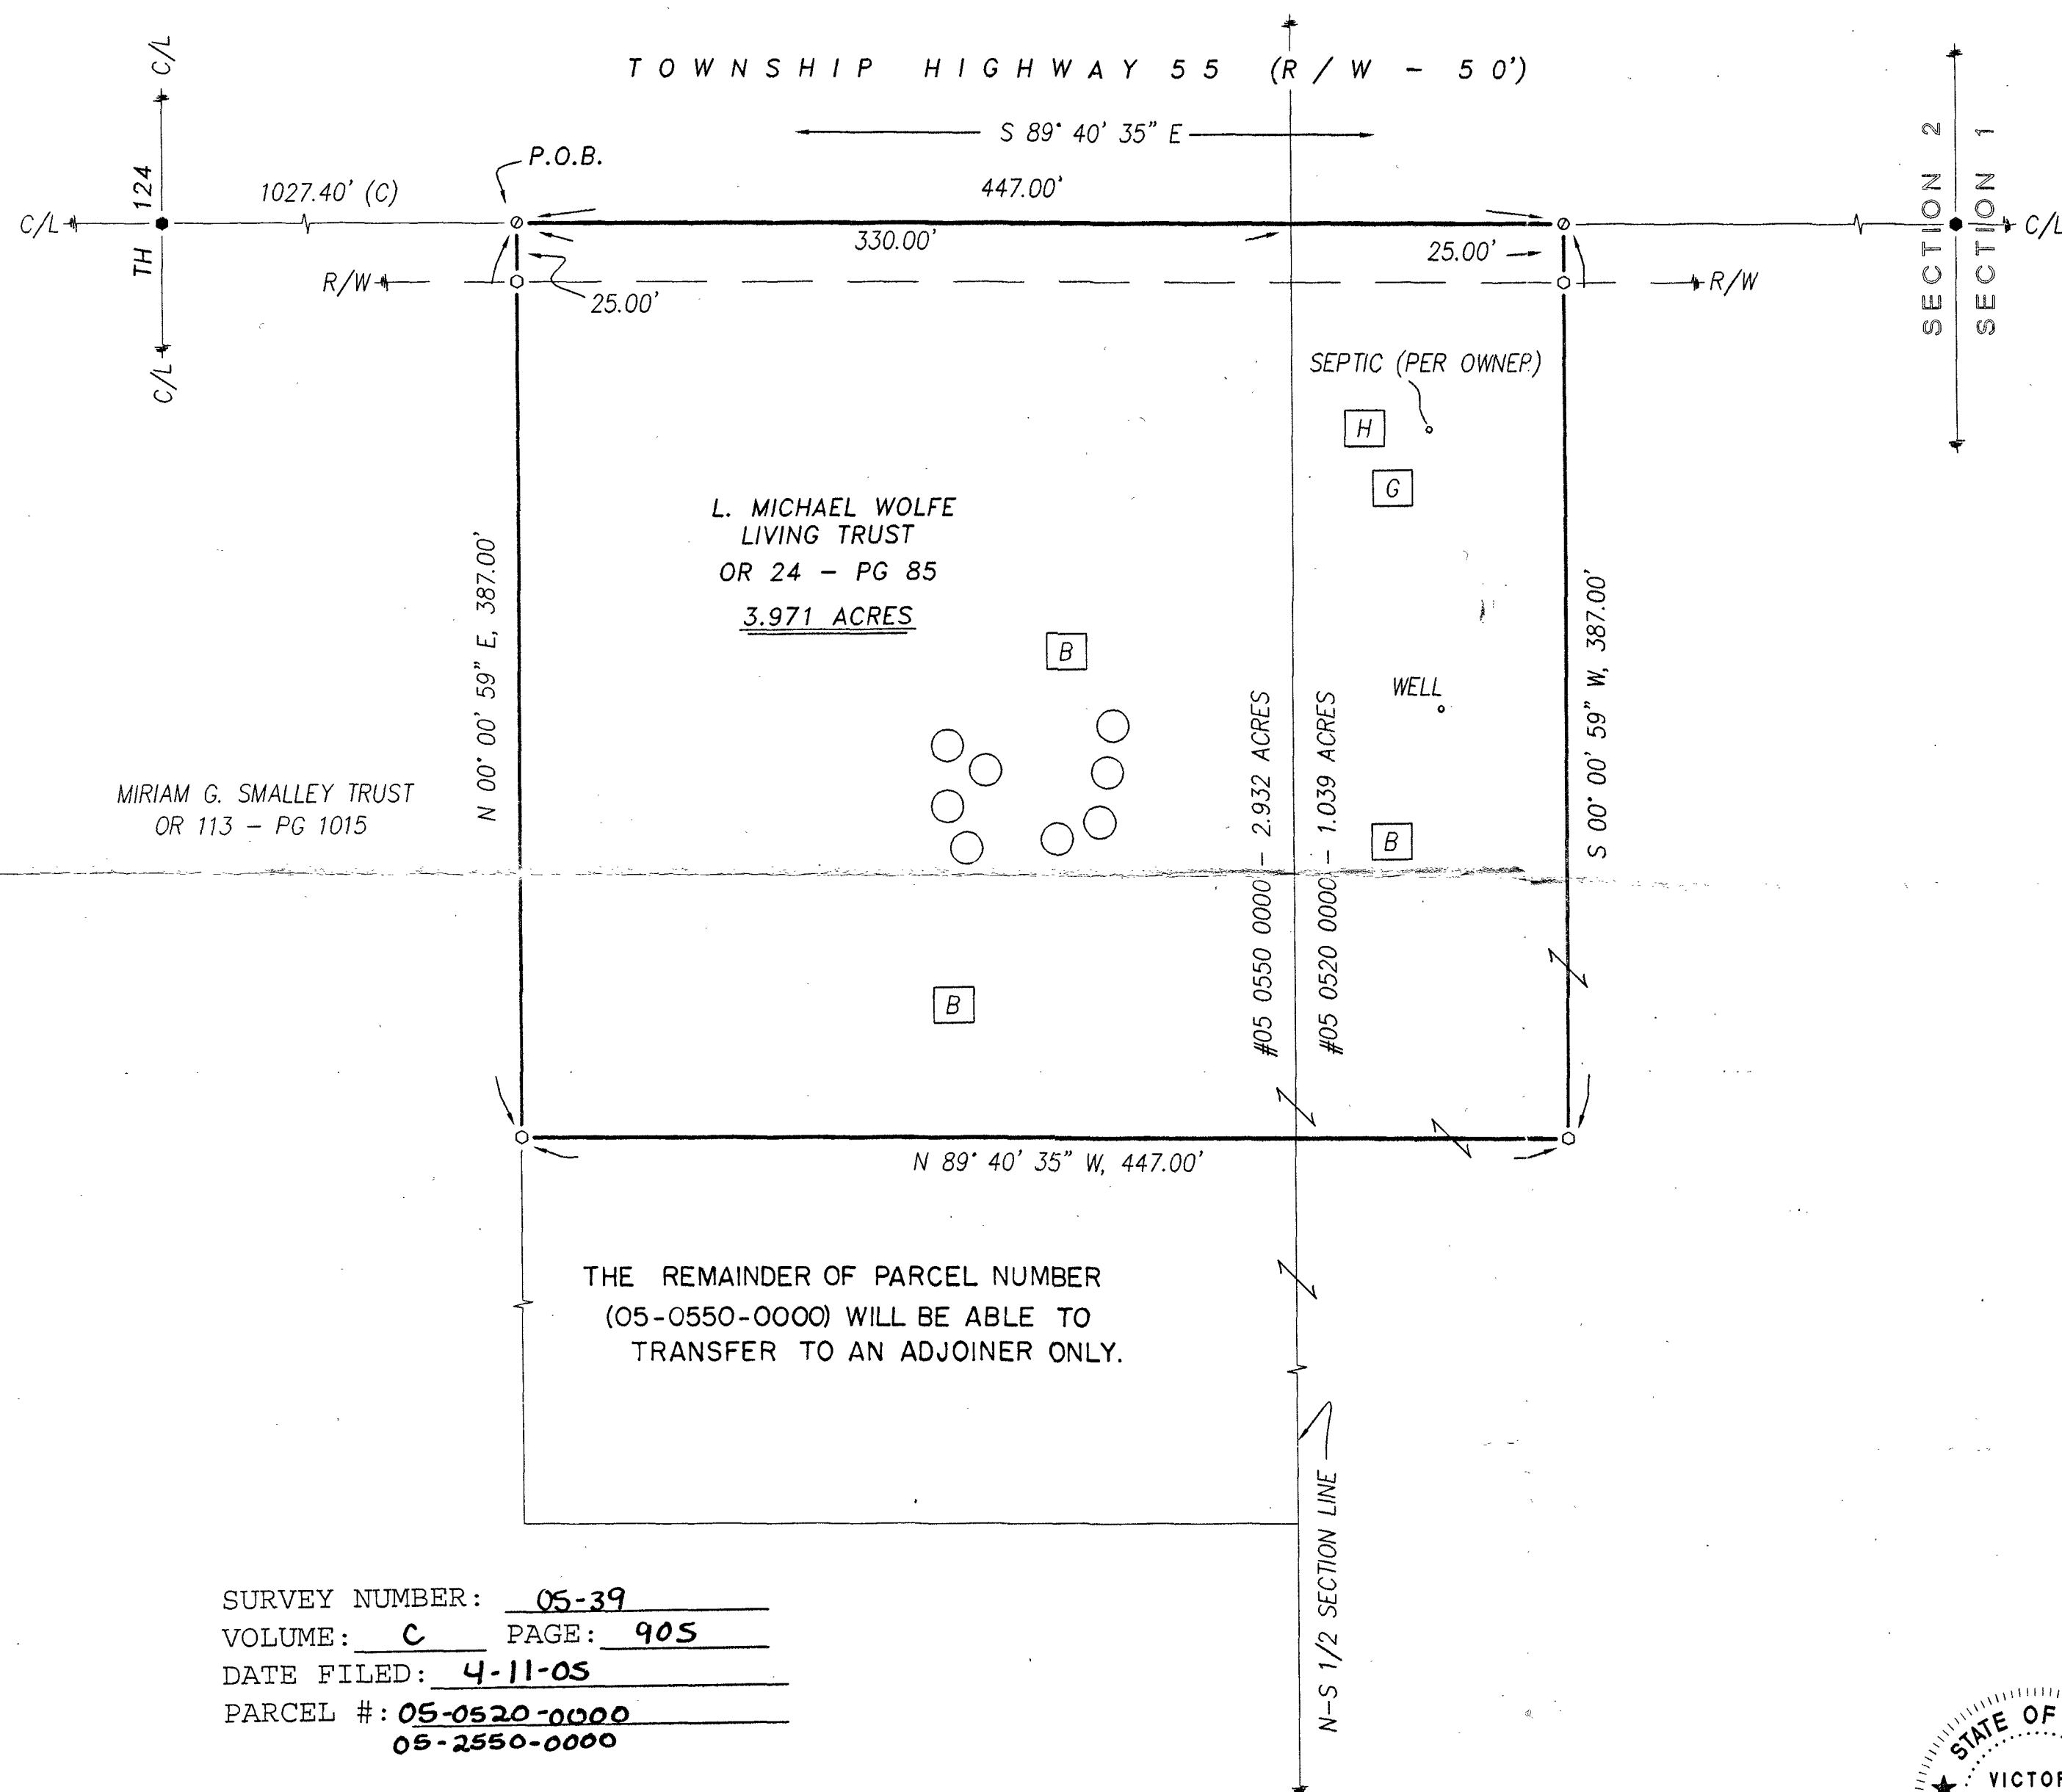 TOWNSHIP HIGHWAY 55 (R/W - 50')
S 89° 40' 35" E
P.O.B.
447.00'
1027.40' (C)
C/L
TH 124
C/L
C/L
C/L
SECTION 2
SECTION 1
330.00'
25.00'
25.00'
R/W
R/W
SEPTIC (PER OWNER)
H
G
L. MICHAEL WOLFE
LIVING TRUST
OR 24 - PG 85
3.971 ACRES
N 00° 00' 59" E, 387.00'
S 00° 00' 59" W, 387.00'
B
WELL
MIRIAM G. SMALLEY TRUST
OR 113 - PG 1015
#05 0550 0000 - 2.932 ACRES
#05 0520 0000 - 1.039 ACRES
B
B
N 89° 40' 35" W, 447.00'
THE REMAINDER OF PARCEL NUMBER
(05-0550-0000) WILL BE ABLE TO
TRANSFER TO AN ADJOINER ONLY.
N-S 1/2 SECTION LINE
SURVEY NUMBER: 05-39
VOLUME: C PAGE: 905
DATE FILED: 4-11-05
PARCEL #: 05-0520-0000
05-2550-0000
STATE OF
VICTOR